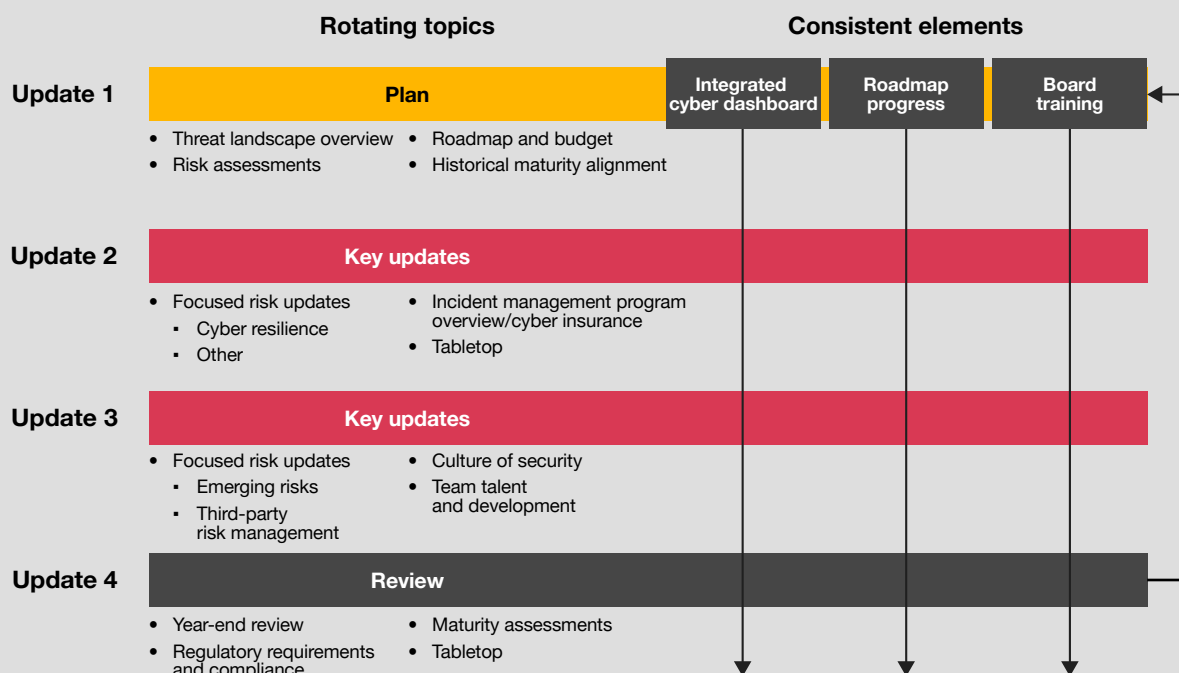 Rotating topics
Consistent elements
Update 1
Plan
Integrated
cyber dashboard
Roadmap
progress
Board
training
• Threat landscape overview
• Risk assessments
• Roadmap and budget
• Historical maturity alignment
Update 2
Key updates
• Focused risk updates
▪ Cyber resilience
▪ Other
• Incident management program
overview/cyber insurance
• Tabletop
Update 3
Key updates
• Focused risk updates
▪ Emerging risks
▪ Third-party
risk management
• Culture of security
• Team talent
and development
Update 4
Review
• Year-end review
• Regulatory requirements
and compliance
• Maturity assessments
• Tabletop